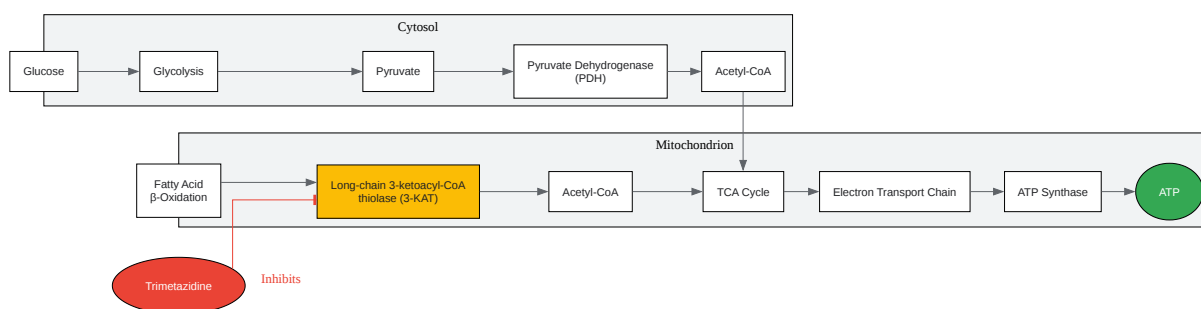 Cytosol
Glucose
Glycolysis
Pyruvate
Pyruvate Dehydrogenase
(PDH)
Acetyl-CoA
Mitochondrion
Fatty Acid
β-Oxidation
Long-chain 3-ketoacyl-CoA
thiolase (3-KAT)
Acetyl-CoA
TCA Cycle
Electron Transport Chain
ATP Synthase
ATP
Trimetazidine
Inhibits